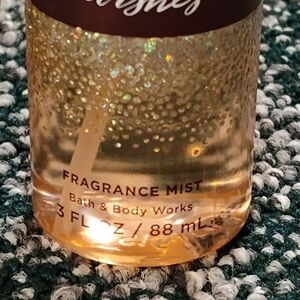 FRAGRANCE MIST
Bath & Body Works
3 FL OZ / 88 mL